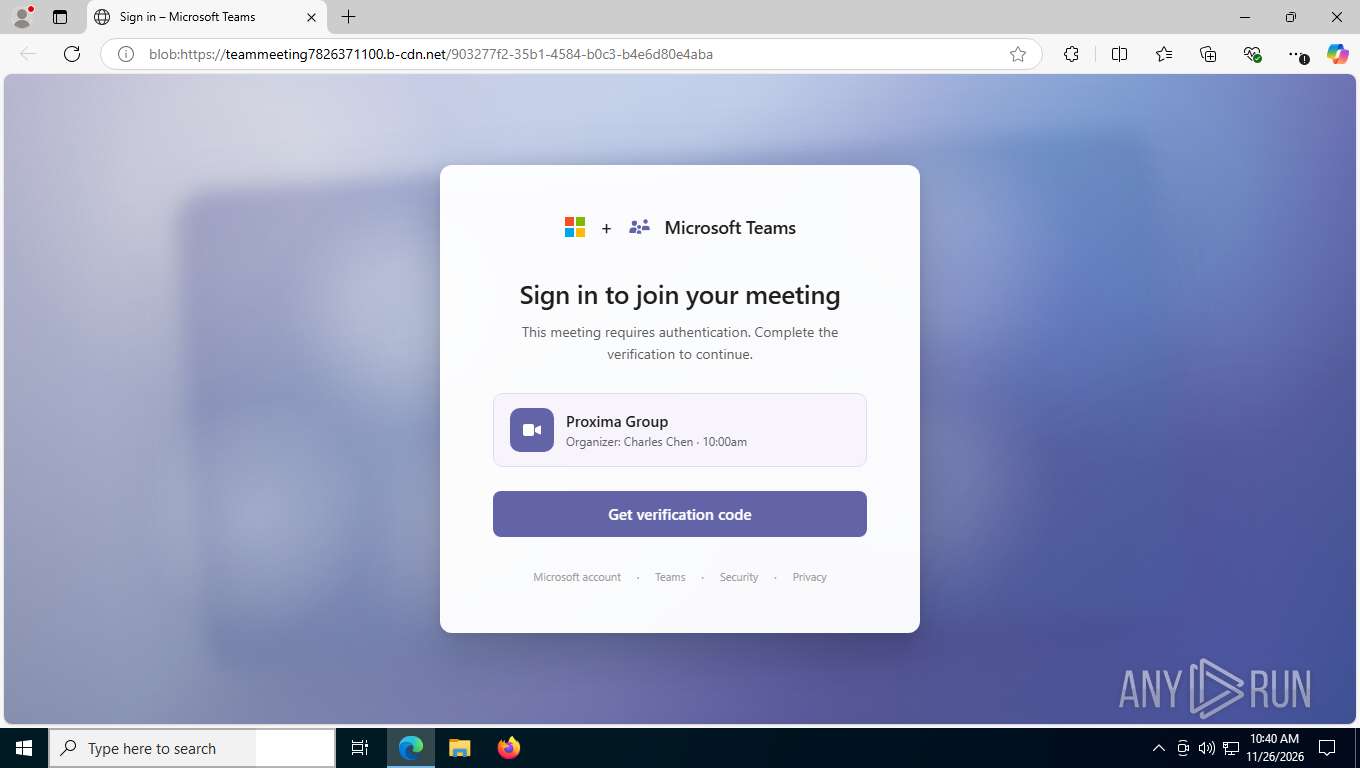 Sign in – Microsoft Teams
blob:https://teammeeting7826371100.b-cdn.net/903277f2-35b1-4584-b0c3-b4e6d80e4aba
+ Microsoft Teams
Sign in to join your meeting
This meeting requires authentication. Complete the
verification to continue.
Proxima Group
Organizer: Charles Chen · 10:00am
Get verification code
Microsoft account · Teams · Security · Privacy
ANY RUN
Type here to search
10:40 AM
11/26/2026